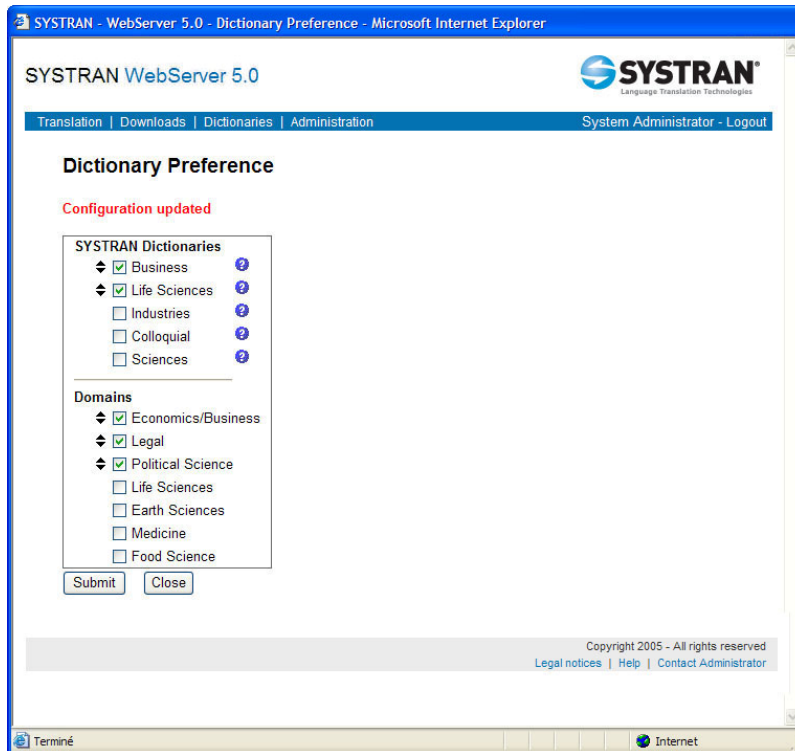 SYSTRAN - WebServer 5.0 - Dictionary Preference - Microsoft Internet Explorer
SYSTRAN WebServer 5.0
SYSTRAN®
Language Translation Technologies
Translation | Downloads | Dictionaries | Administration
System Administrator - Logout
Dictionary Preference
Configuration updated
SYSTRAN Dictionaries
Business ?
Life Sciences ?
Industries ?
Colloquial ?
Sciences ?
Domains
Economics/Business
Legal
Political Science
Life Sciences
Earth Sciences
Medicine
Food Science
Submit Close
Copyright 2005 - All rights reserved
Legal notices | Help | Contact Administrator
Terminé
Internet